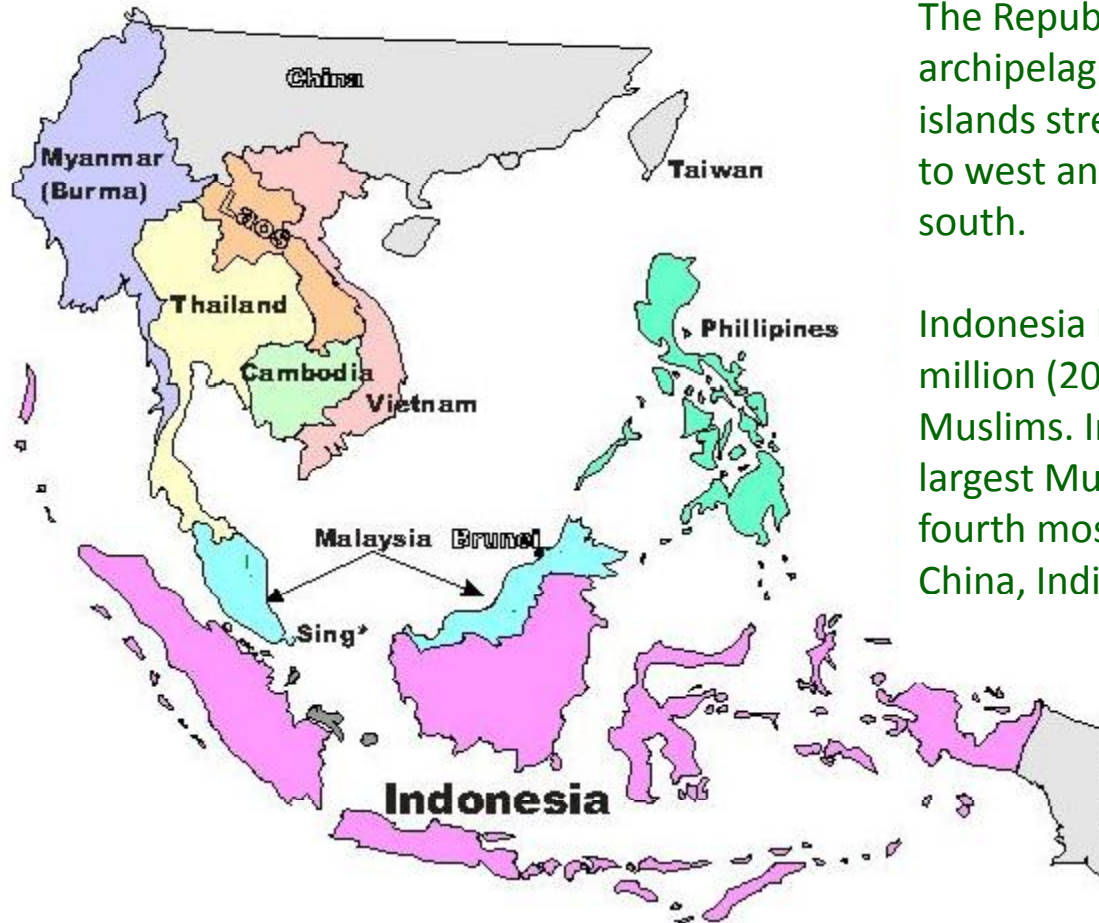 China
Myanmar
(Burma)
Laos
Taiwan
Thailand
Cambodia
Vietnam
Phillipines
Malaysia
Brunei
Sing*
Indonesia
The Repub
archipelag
islands stre
to west an
south.
Indonesia
million (20
Muslims. I
largest Mu
fourth mos
China, Indi